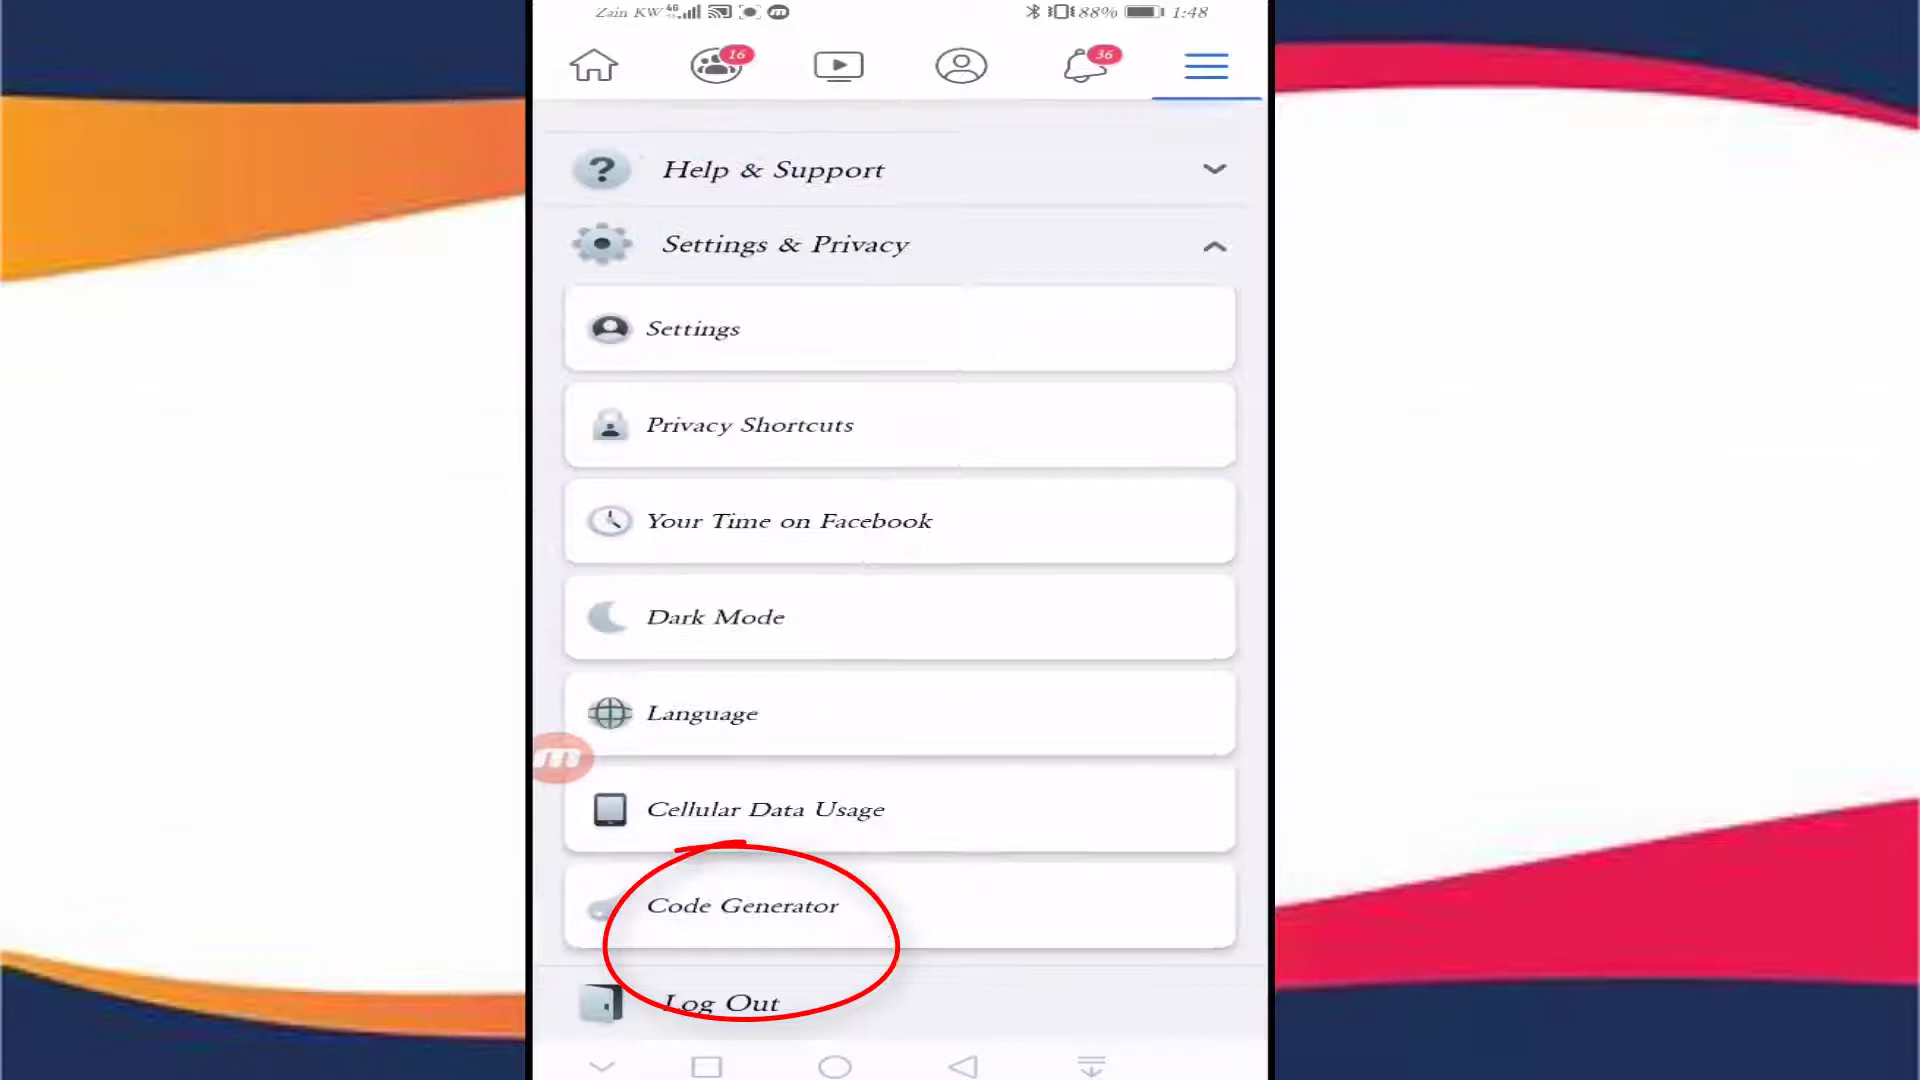 Zain KW 4G 88% 1:48
16 36
Help & Support
Settings & Privacy
Settings
Privacy Shortcuts
Your Time on Facebook
Dark Mode
Language
m
Cellular Data Usage
Code Generator
Log Out